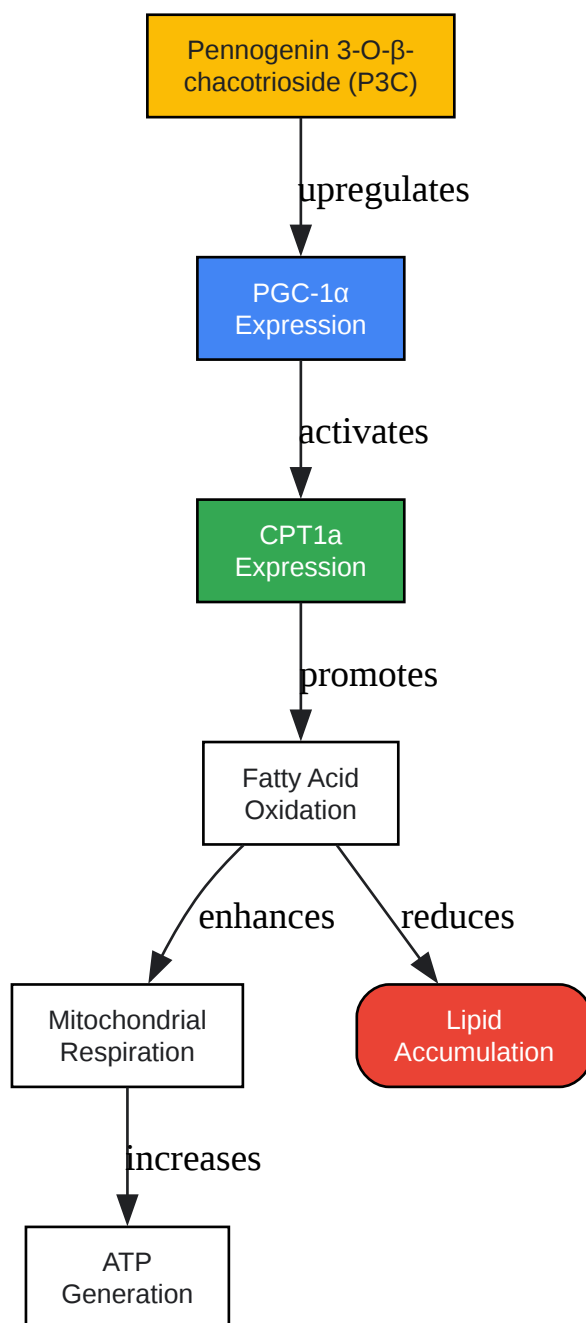 Pennogenin 3-O-β-
chacotrioside (P3C)
upregulates
PGC-1α
Expression
activates
CPT1a
Expression
promotes
Fatty Acid
Oxidation
enhances
reduces
Mitochondrial
Respiration
Lipid
Accumulation
increases
ATP
Generation